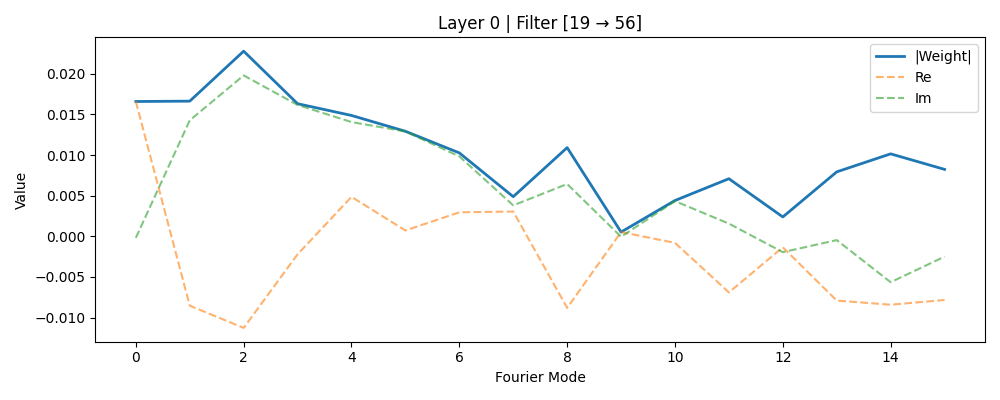 Layer 0 | Filter [19 → 56]
|Weight|
Re
Im
Value
0.020
0.015
0.010
0.005
0.000
−0.005
−0.010
0 2 4 6 8 10 12 14
Fourier Mode